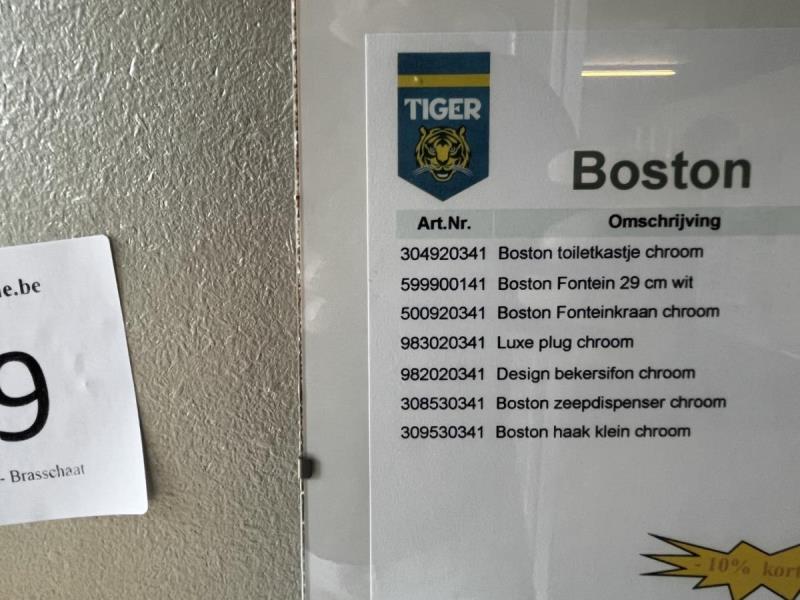 TIGER
Boston
Art.Nr. Omschrijving
304920341 Boston toiletkastje chroom
599900141 Boston Fontein 29 cm wit
500920341 Boston Fonteinkraan chroom
983020341 Luxe plug chroom
982020341 Design bekersifon chroom
308530341 Boston zeepdispenser chroom
309530341 Boston haak klein chroom
- 10% kort
e.be
9
- Brasschaat